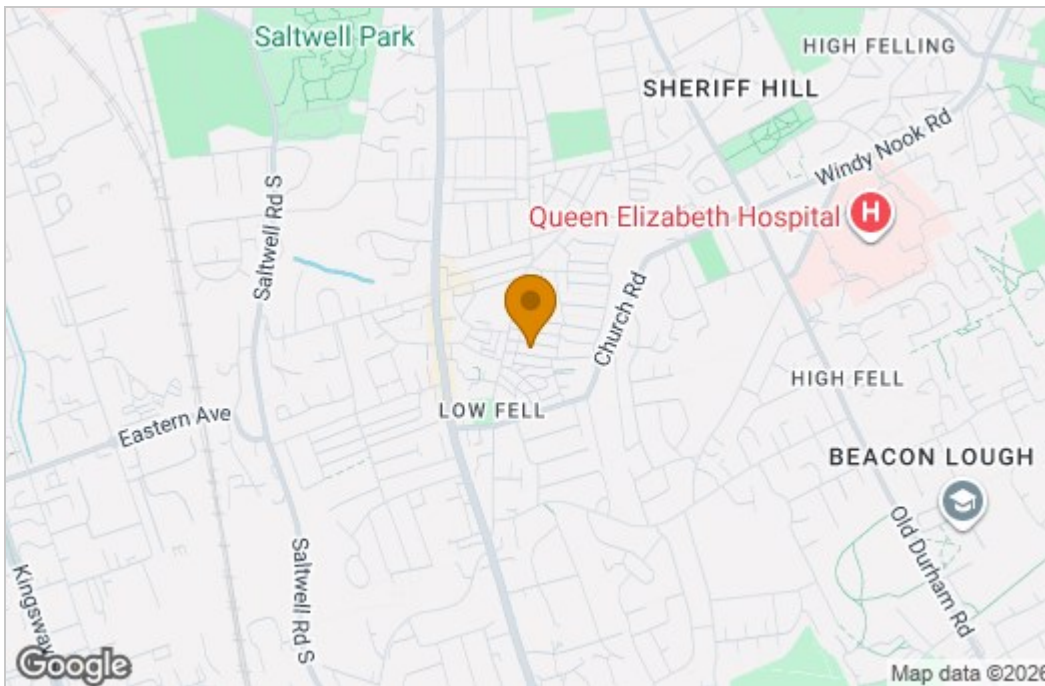 Saltwell Park
HIGH FELLING
SHERIFF HILL
Windy Nook Rd
Saltwell Rd S
Queen Elizabeth Hospital
H
Church Rd
HIGH FELL
LOW FELL
Eastern Ave
BEACON LOUGH
Old Durham Rd
Saltwell Rd S
Kingsway
Google
Map data ©2026